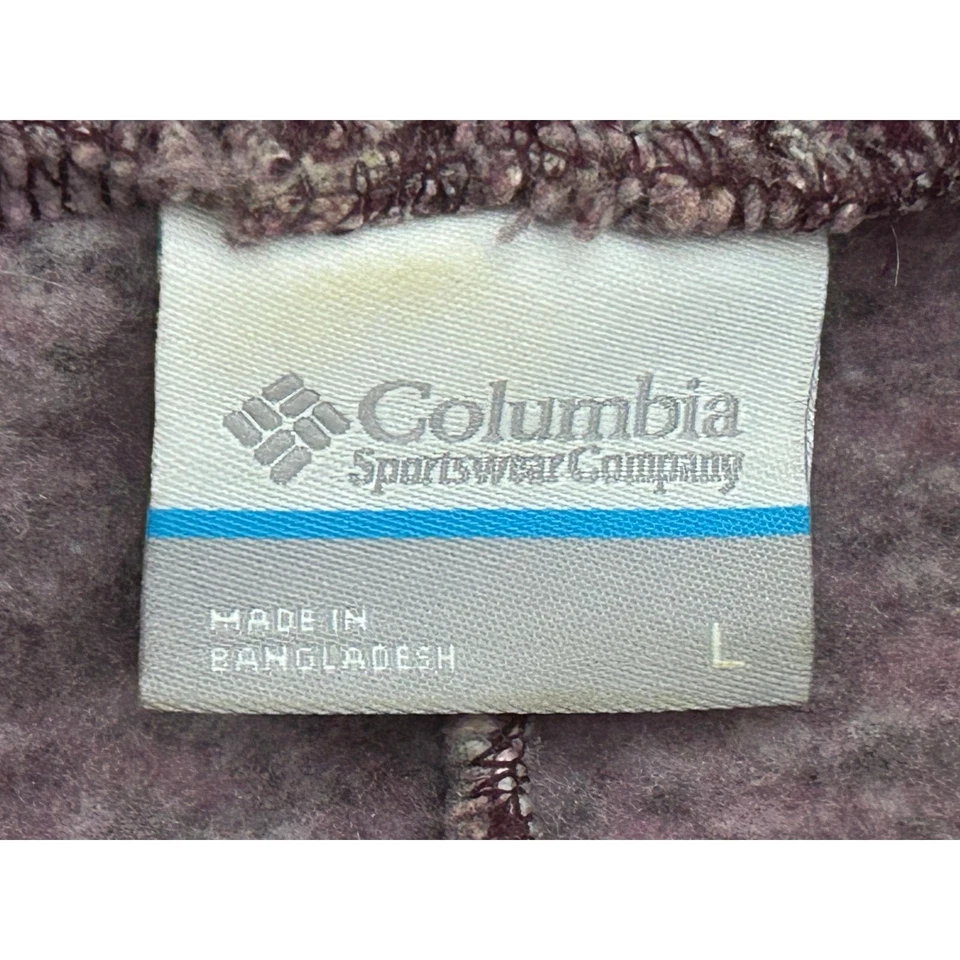 Columbia
Sportswear Company
MADE IN
BANGLADESH
L